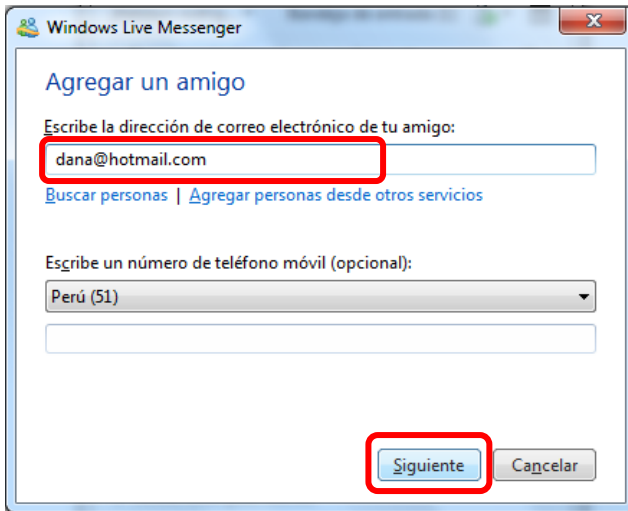 Windows Live Messenger
Agregar un amigo
Escribe la dirección de correo electrónico de tu amigo:
dana@hotmail.com
Buscar personas | Agregar personas desde otros servicios
Escribe un número de teléfono móvil (opcional):
Perú (51)
Siguiente Cancelar